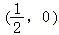 (1/2, 0)